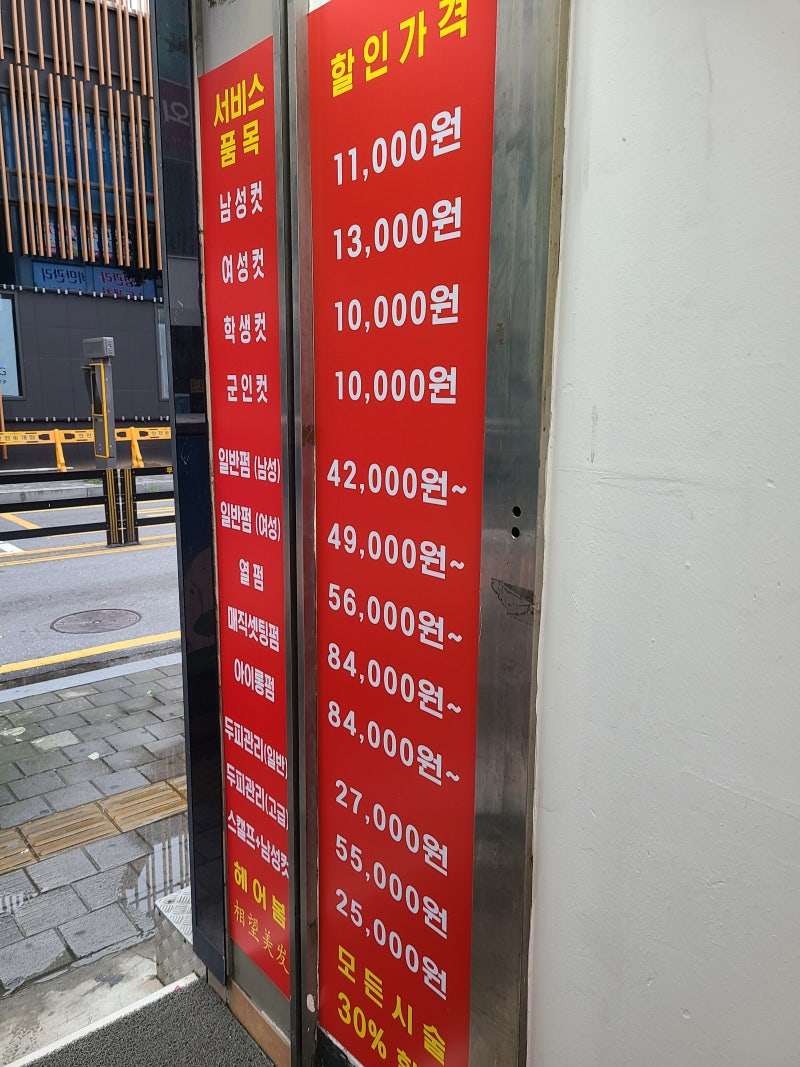 서비스
품목
남성컷
여성컷
학생컷
군인컷
일반펌 (남성)
일반펌 (여성)
열펌
매직셋팅펌
아이롱펌
두피관리(일반)
두피관리(고급)
스캘프+남성컷
헤어봄
相望美发
할인가격
11,000원
13,000원
10,000원
10,000원
42,000원~
49,000원~
56,000원~
84,000원~
84,000원~
27,000원
55,000원
25,000원
모든시술
30%